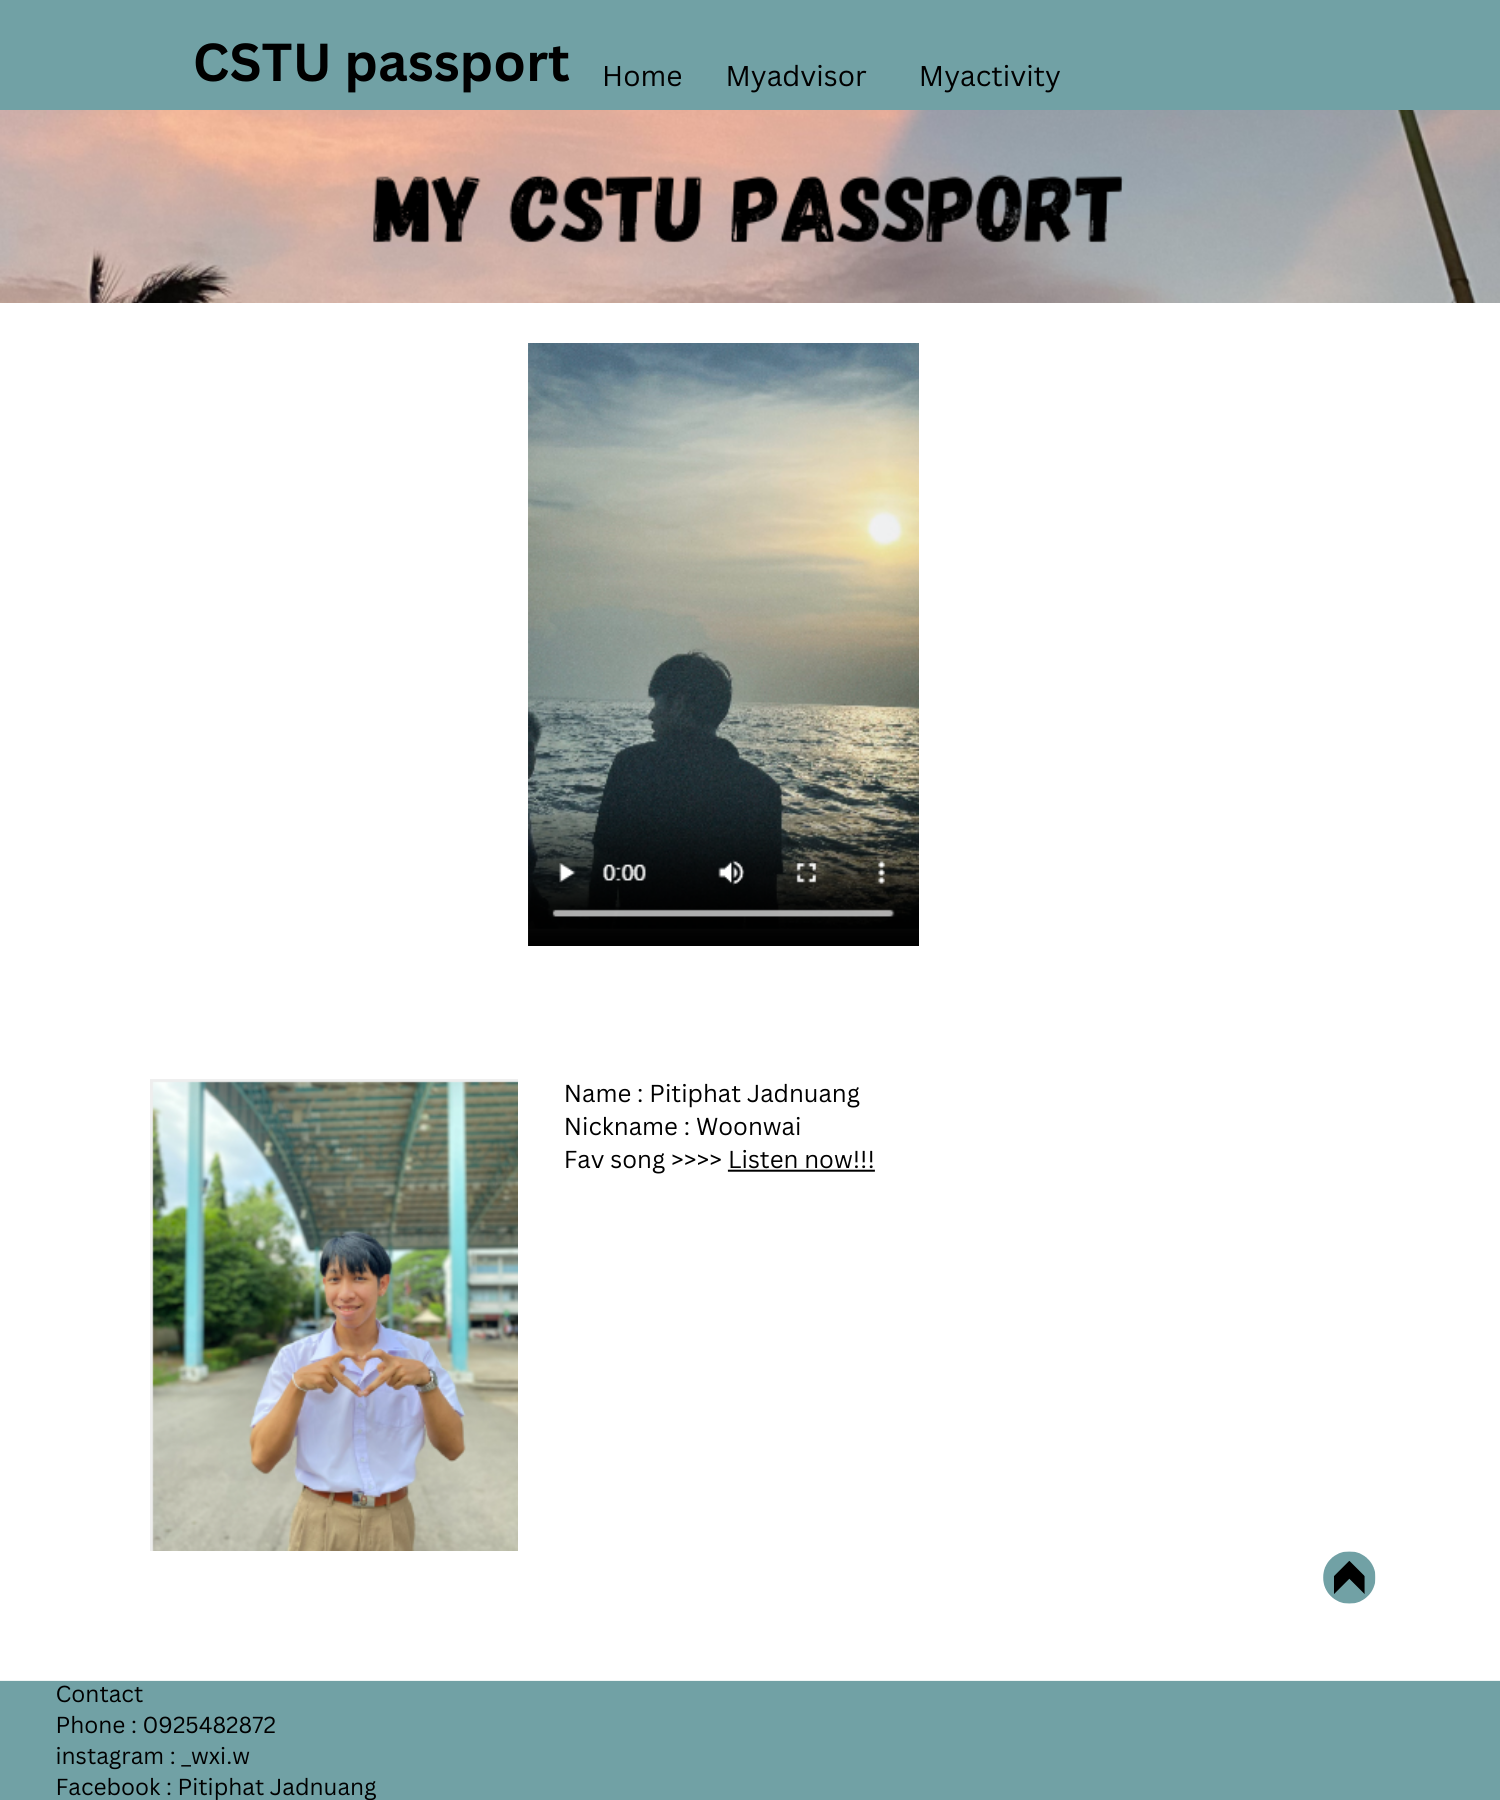 CSTU passport Home Myadvisor Myactivity
MY CSTU PASSPORT
0:00
Name : Pitiphat Jadnuang
Nickname : Woonwai
Fav song >>>> Listen now!!!
Contact
Phone : 0925482872
instagram : _wxi.w
Facebook : Pitiphat Jadnuang